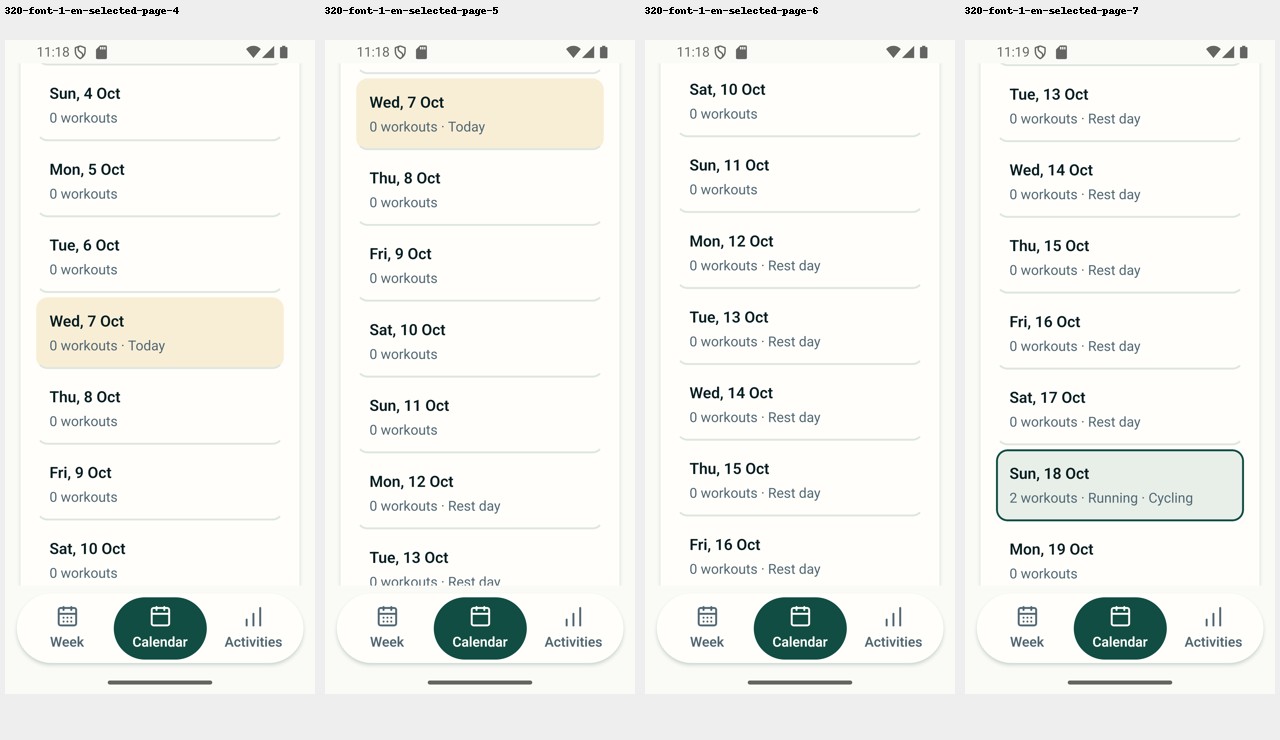 320-font-1-en-selected-page-4
11:18
Sun, 4 Oct
0 workouts
Mon, 5 Oct
0 workouts
Tue, 6 Oct
0 workouts
Wed, 7 Oct
0 workouts · Today
Thu, 8 Oct
0 workouts
Fri, 9 Oct
0 workouts
Sat, 10 Oct
0 workouts
Week
Calendar
Activities
320-font-1-en-selected-page-5
11:18
Wed, 7 Oct
0 workouts · Today
Thu, 8 Oct
0 workouts
Fri, 9 Oct
0 workouts
Sat, 10 Oct
0 workouts
Sun, 11 Oct
0 workouts
Mon, 12 Oct
0 workouts · Rest day
Tue, 13 Oct
0 workouts · Rest day
Week
Calendar
Activities
320-font-1-en-selected-page-6
11:18
Sat, 10 Oct
0 workouts
Sun, 11 Oct
0 workouts
Mon, 12 Oct
0 workouts · Rest day
Tue, 13 Oct
0 workouts · Rest day
Wed, 14 Oct
0 workouts · Rest day
Thu, 15 Oct
0 workouts · Rest day
Fri, 16 Oct
0 workouts · Rest day
Week
Calendar
Activities
320-font-1-en-selected-page-7
11:19
Tue, 13 Oct
0 workouts · Rest day
Wed, 14 Oct
0 workouts · Rest day
Thu, 15 Oct
0 workouts · Rest day
Fri, 16 Oct
0 workouts · Rest day
Sat, 17 Oct
0 workouts · Rest day
Sun, 18 Oct
2 workouts · Running · Cycling
Mon, 19 Oct
0 workouts
Week
Calendar
Activities